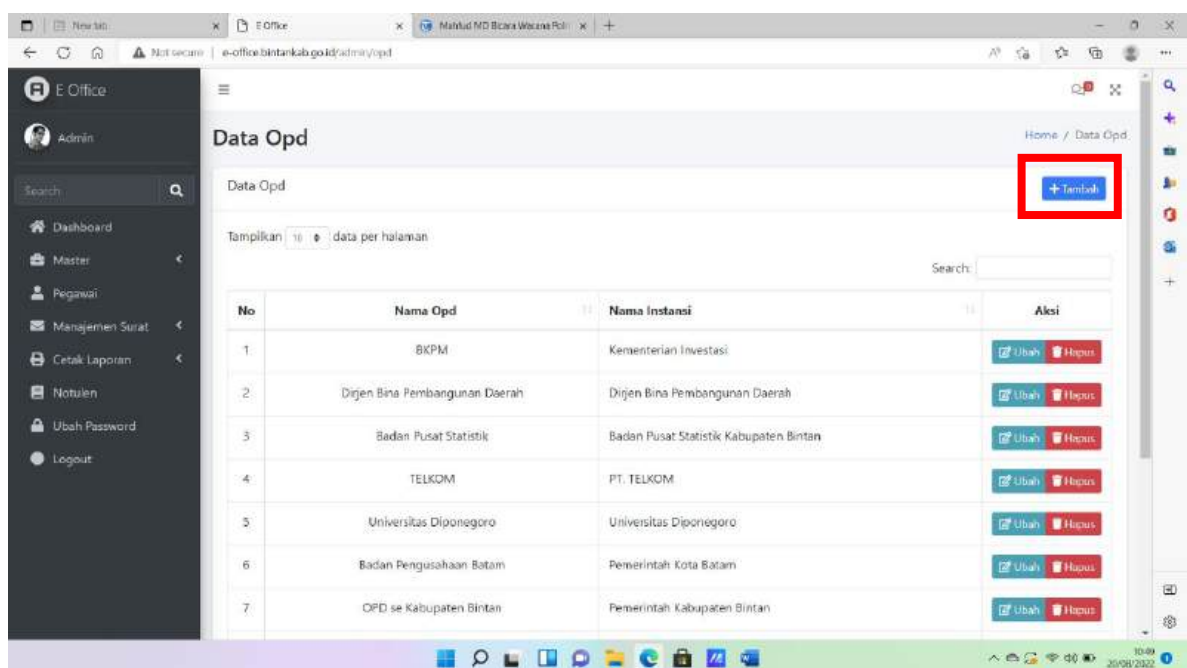 New tab
E Office
Mahfud MD Bicara Wacana Poli
Not secure | e-office.bintankab.go.id/admin/opd
E Office
Admin
Search
Dashboard
Master
Pegawai
Manajemen Surat
Cetak Laporan
Notulen
Ubah Password
Logout
Data Opd
Home / Data Opd
Data Opd
+ Tambah
Tampilkan 10 data per halaman
Search:
No Nama Opd Nama Instansi Aksi
1 BKPM Kementerian Investasi Ubah Hapus
2 Dirjen Bina Pembangunan Daerah Dirjen Bina Pembangunan Daerah Ubah Hapus
3 Badan Pusat Statistik Badan Pusat Statistik Kabupaten Bintan Ubah Hapus
4 TELKOM PT. TELKOM Ubah Hapus
5 Universitas Diponegoro Universitas Diponegoro Ubah Hapus
6 Badan Pengusahaan Batam Pemerintah Kota Batam Ubah Hapus
7 OPD se Kabupaten Bintan Pemerintah Kabupaten Bintan Ubah Hapus
10:49
20/08/2022